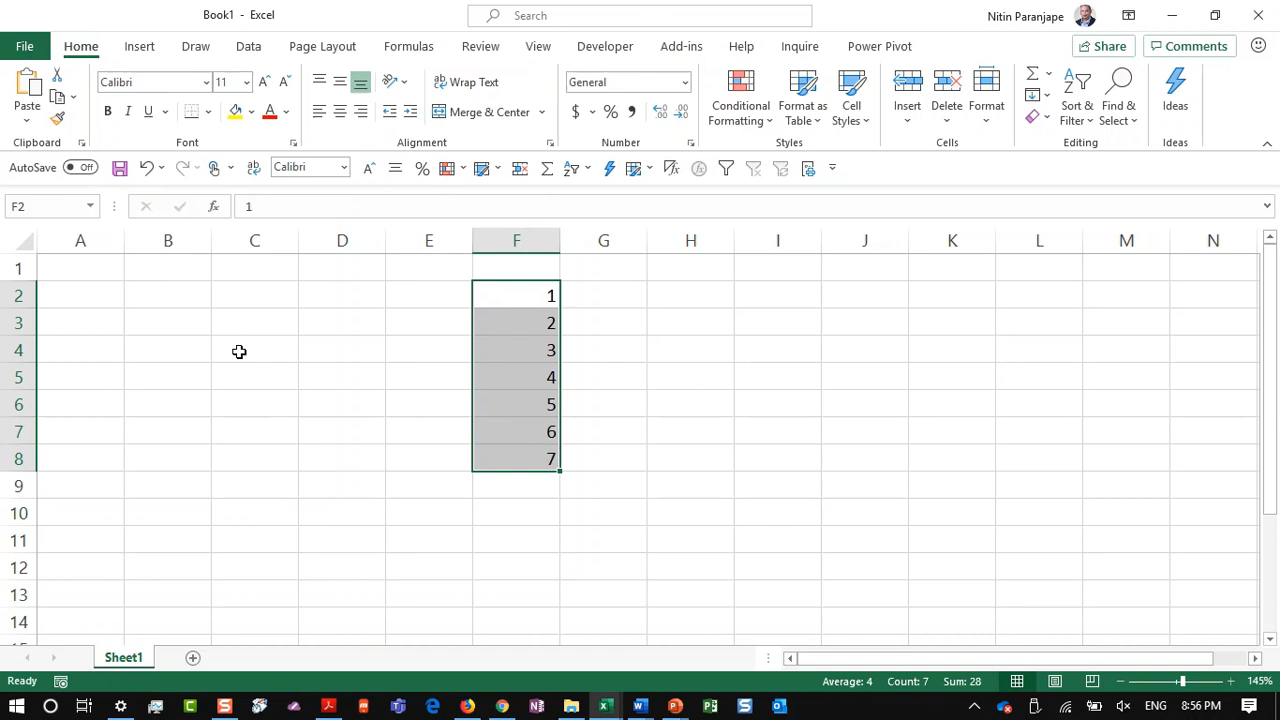 Book1 - Excel
Search
Nitin Paranjape
File Home Insert Draw Data Page Layout Formulas Review View Developer Add-ins Help Inquire Power Pivot Share Comments
Paste
Calibri 11
B I U
Font
Wrap Text
Merge & Center
Alignment
General
$ % ,
Number
Conditional Formatting
Format as Table
Cell Styles
Styles
Insert
Delete
Format
Cells
Sort & Filter
Find & Select
Editing
Ideas
Ideas
AutoSave Off Calibri
F2 fx 1
A B C D E F G H I J K L M N
1
2 1
3 2
4 3
5 4
6 5
7 6
8 7
9
10
11
12
13
14
Sheet1
Ready Average: 4 Count: 7 Sum: 28 145%
ENG 8:56 PM